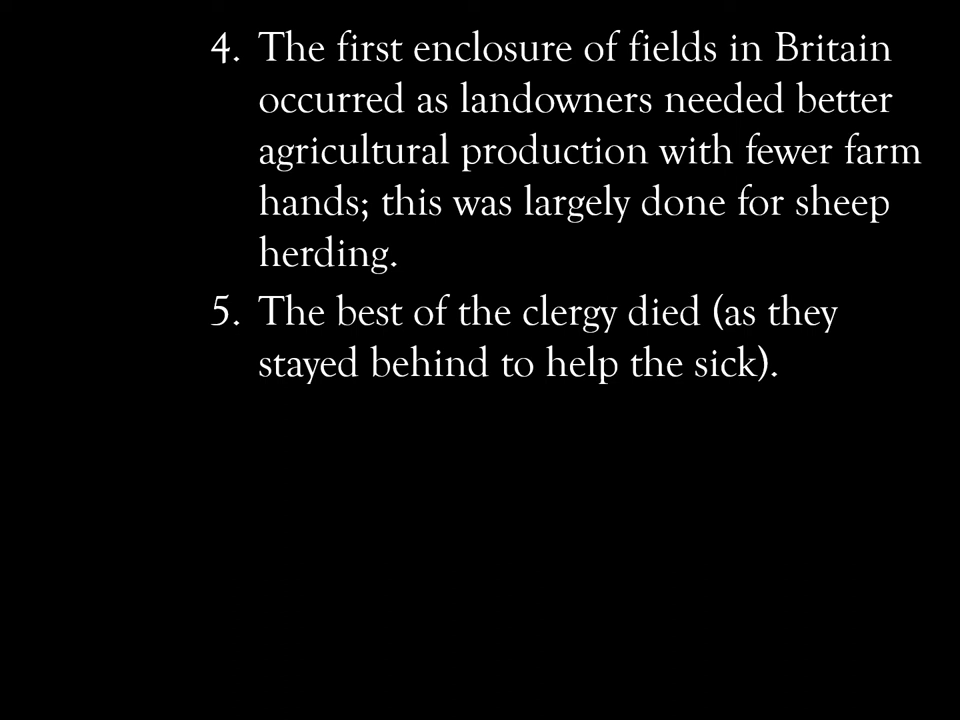 4. The first enclosure of fields in Britain
occurred as landowners needed better
agricultural production with fewer farm
hands; this was largely done for sheep
herding.
5. The best of the clergy died (as they
stayed behind to help the sick).